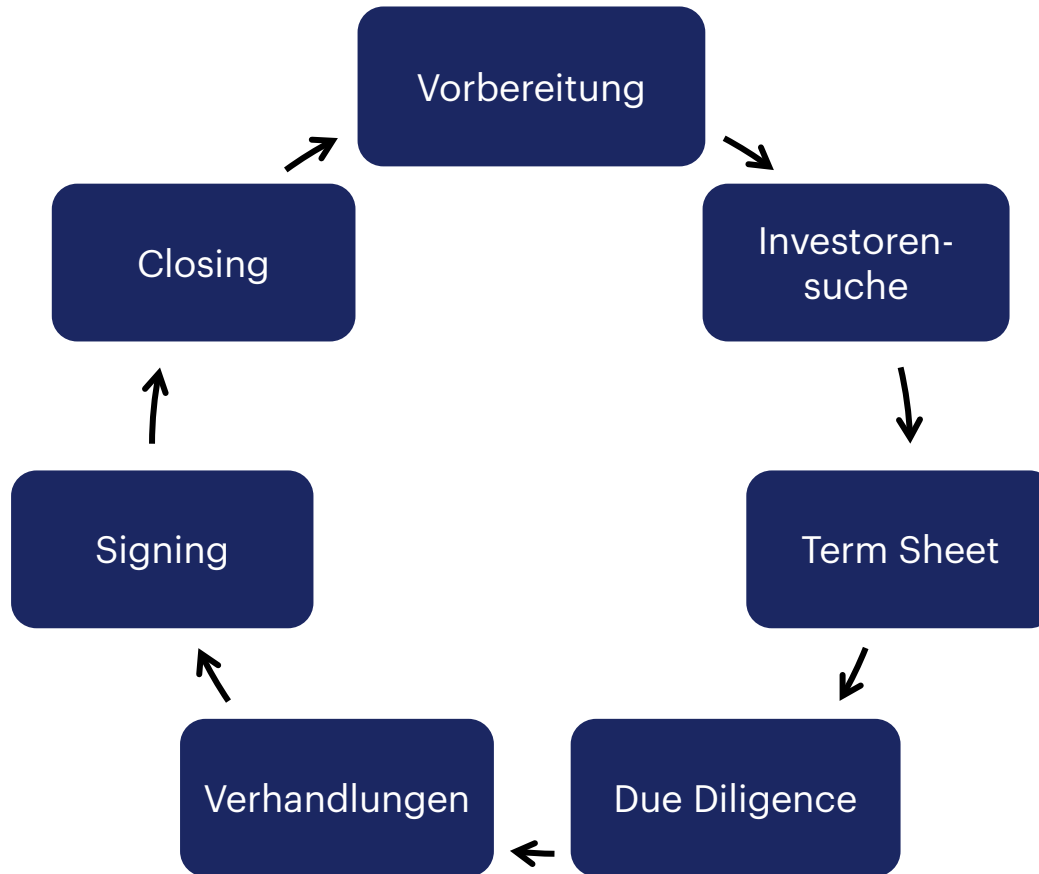 Vorbereitung
Investoren-
suche
Term Sheet
Due Diligence
Verhandlungen
Signing
Closing